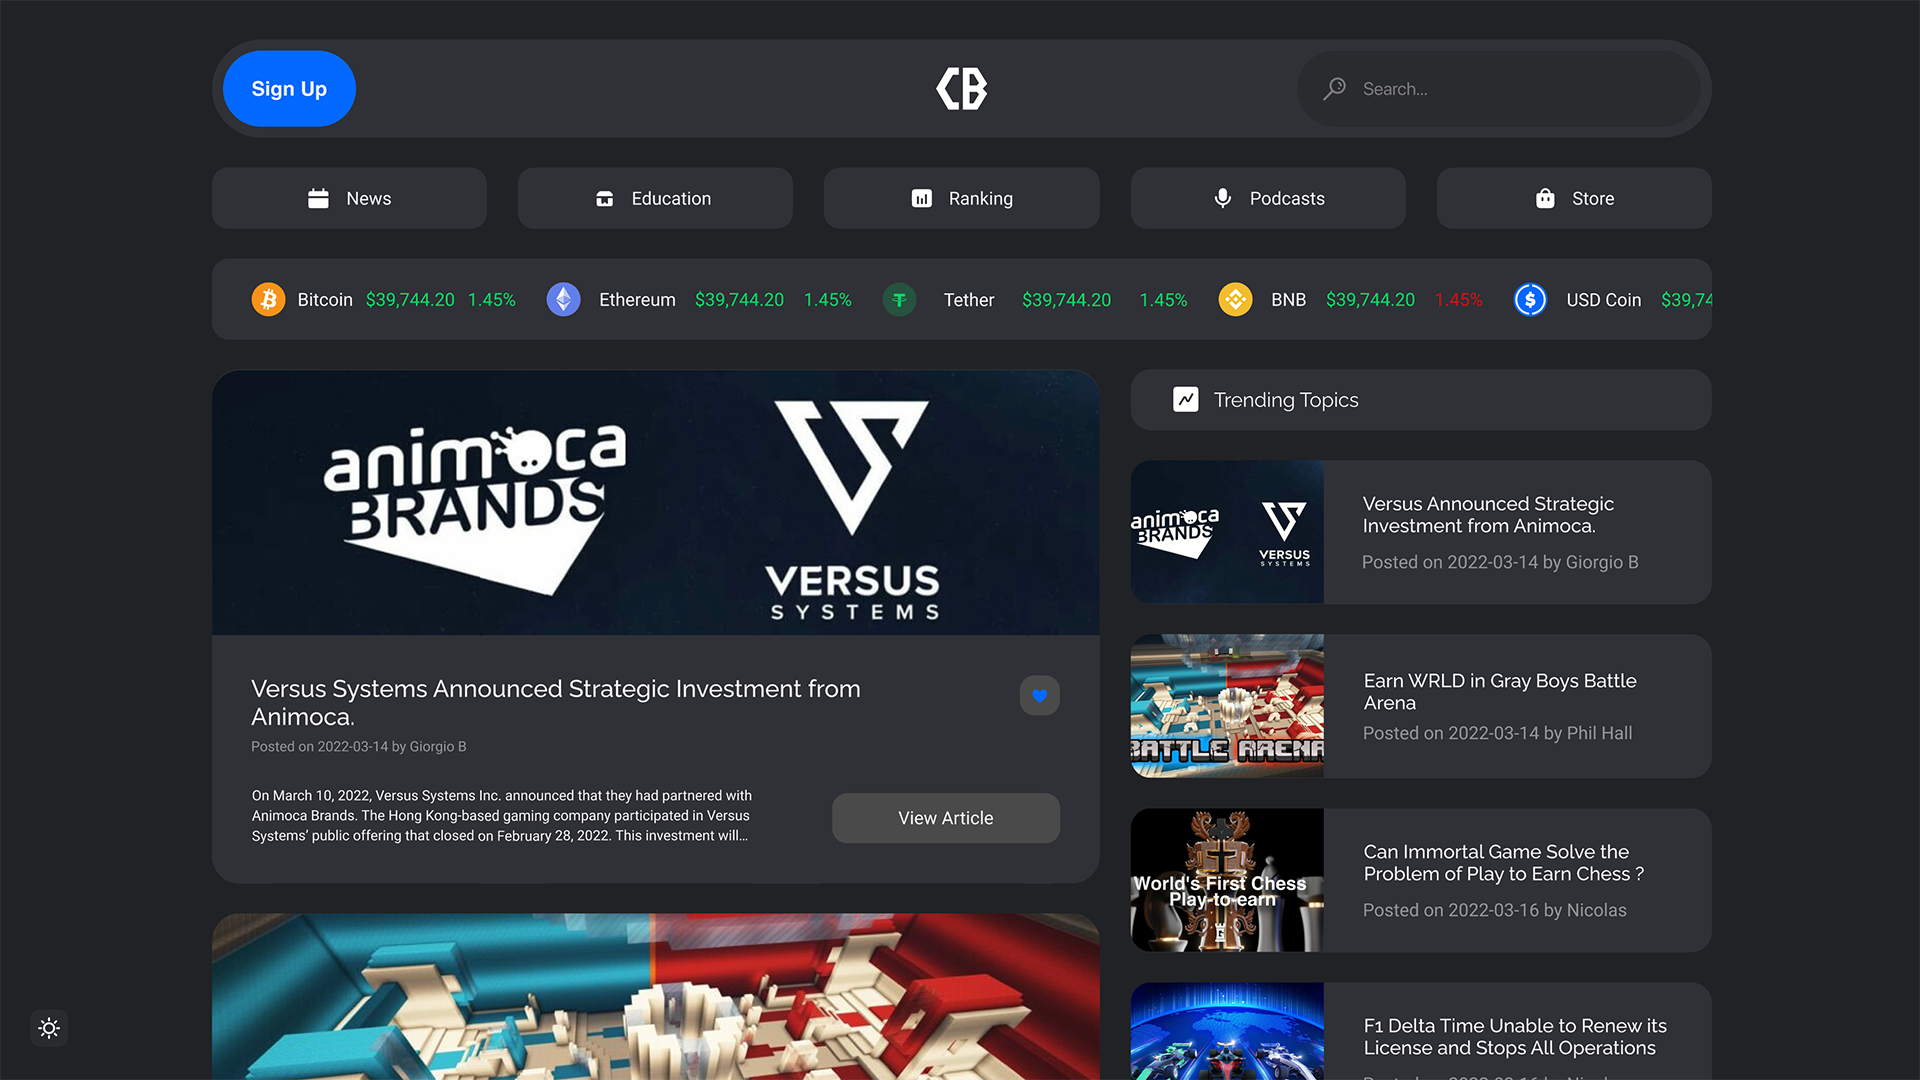 Sign Up
CB
Search...
News
Education
Ranking
Podcasts
Store
Bitcoin $39,744.20 1.45%
Ethereum $39,744.20 1.45%
Tether $39,744.20 1.45%
BNB $39,744.20 1.45%
USD Coin $39,74
animoca
BRANDS
VERSUS
SYSTEMS
Versus Systems Announced Strategic Investment from
Animoca.
Posted on 2022-03-14 by Giorgio B
On March 10, 2022, Versus Systems Inc. announced that they had partnered with
Animoca Brands. The Hong Kong-based gaming company participated in Versus
Systems’ public offering that closed on February 28, 2022. This investment will...
View Article
Trending Topics
animoca
BRANDS
VERSUS
SYSTEMS
Versus Announced Strategic
Investment from Animoca.
Posted on 2022-03-14 by Giorgio B
BATTLE ARENA
Earn WRLD in Gray Boys Battle
Arena
Posted on 2022-03-14 by Phil Hall
World's First Chess
Play-to-earn
Can Immortal Game Solve the
Problem of Play to Earn Chess ?
Posted on 2022-03-16 by Nicolas
F1 Delta Time Unable to Renew its
License and Stops All Operations